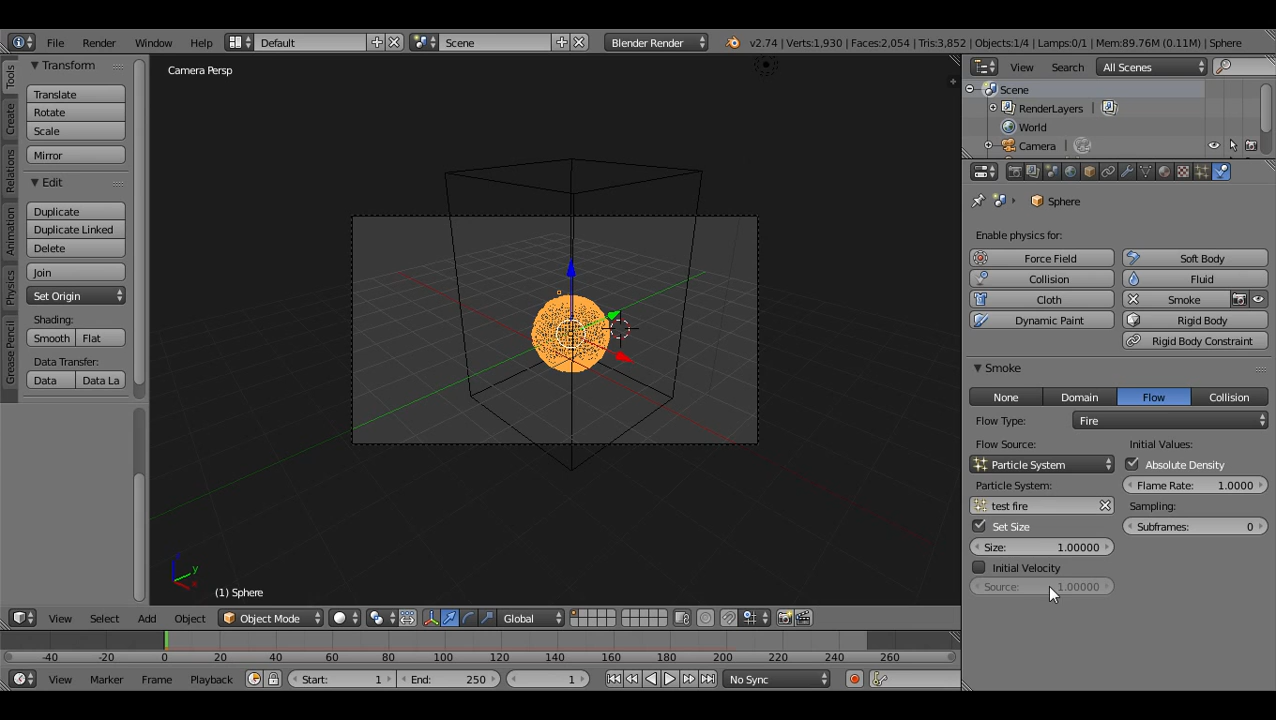 File Render Window Help Default Scene Blender Render v2.74 | Verts:1,930 | Faces:2,054 | Tris:3,852 | Objects:1/4 | Lamps:0/1 | Mem:89.76M (0.11M) | Sphere
Tools
Create
Relations
Animation
Physics
Grease Pencil
Transform
Translate
Rotate
Scale
Mirror
Edit
Duplicate
Duplicate Linked
Delete
Join
Set Origin
Shading:
Smooth Flat
Data Transfer:
Data Data La
Camera Persp
z
y
x
(1) Sphere
View Select Add Object Object Mode Global
-40 -20 0 20 40 60 80 100 120 140 160 180 200 220 240 260
View Marker Frame Playback Start: 1 End: 250 1 No Sync
View Search All Scenes
Scene
RenderLayers |
World
Camera |
Sphere
Enable physics for:
Force Field Soft Body
Collision Fluid
Cloth Smoke
Dynamic Paint Rigid Body
Rigid Body Constraint
Smoke
None Domain Flow Collision
Flow Type: Fire
Flow Source: Initial Values:
Particle System Absolute Density
Particle System: Flame Rate: 1.0000
test fire Sampling:
Set Size Subframes: 0
Size: 1.00000
Initial Velocity
Source: 1.00000